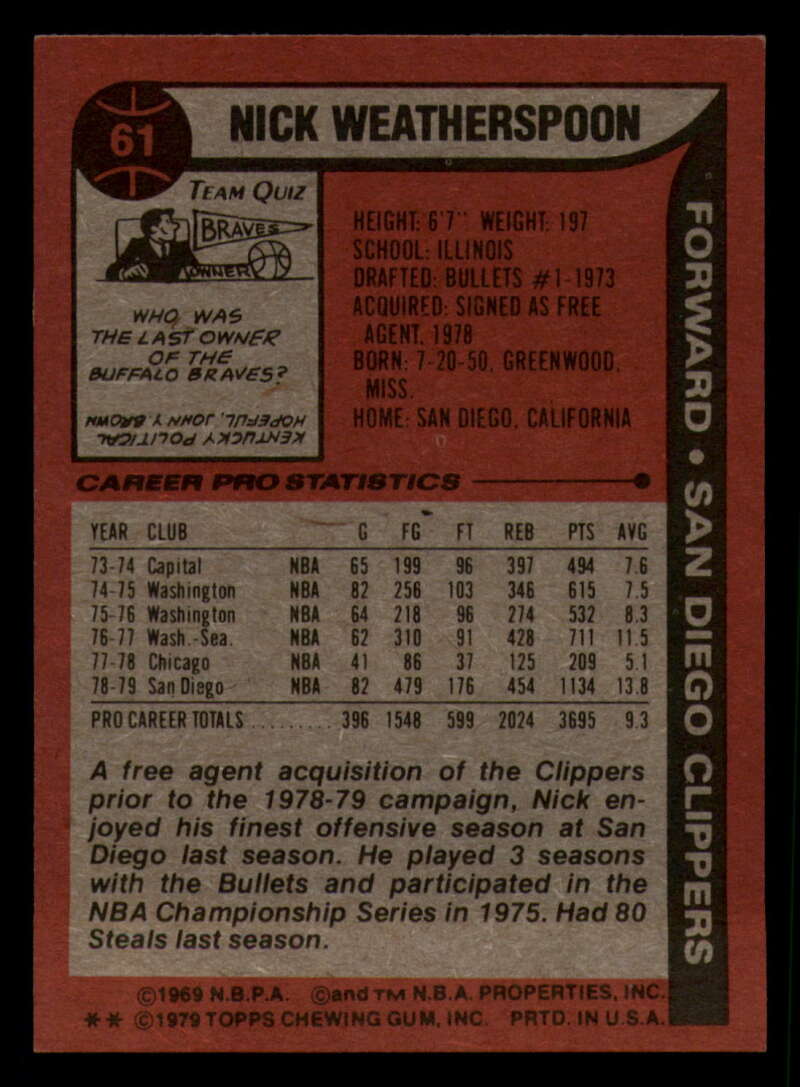 61
NICK WEATHERSPOON
TEAM QUIZ
BRAVES
OWNER
WHO WAS
THE LAST OWNER
OF THE
BUFFALO BRAVES?
KENTUCKY POLITICAL
HOPEFUL, JOHN Y. BROWN
HEIGHT: 6'7" WEIGHT: 197
SCHOOL: ILLINOIS
DRAFTED: BULLETS #1-1973
ACQUIRED: SIGNED AS FREE
AGENT, 1978
BORN: 7-20-50, GREENWOOD,
MISS.
HOME: SAN DIEGO, CALIFORNIA
FORWARD • SAN DIEGO CLIPPERS
CAREER PRO STATISTICS
YEAR CLUB G FG FT REB PTS AVG
73-74 Capital NBA 65 199 96 397 494 7.6
74-75 Washington NBA 82 256 103 346 615 7.5
75-76 Washington NBA 64 218 96 274 532 8.3
76-77 Wash.-Sea. NBA 62 310 91 428 711 11.5
77-78 Chicago NBA 41 86 37 125 209 5.1
78-79 San Diego NBA 82 479 176 454 1134 13.8
PRO CAREER TOTALS .......... 396 1548 599 2024 3695 9.3
A free agent acquisition of the Clippers
prior to the 1978-79 campaign, Nick en-
joyed his finest offensive season at San
Diego last season. He played 3 seasons
with the Bullets and participated in the
NBA Championship Series in 1975. Had 80
Steals last season.
©1969 N.B.P.A. ©and TM N.B.A. PROPERTIES, INC.
** ©1979 TOPPS CHEWING GUM, INC. PRTD. IN U.S.A.